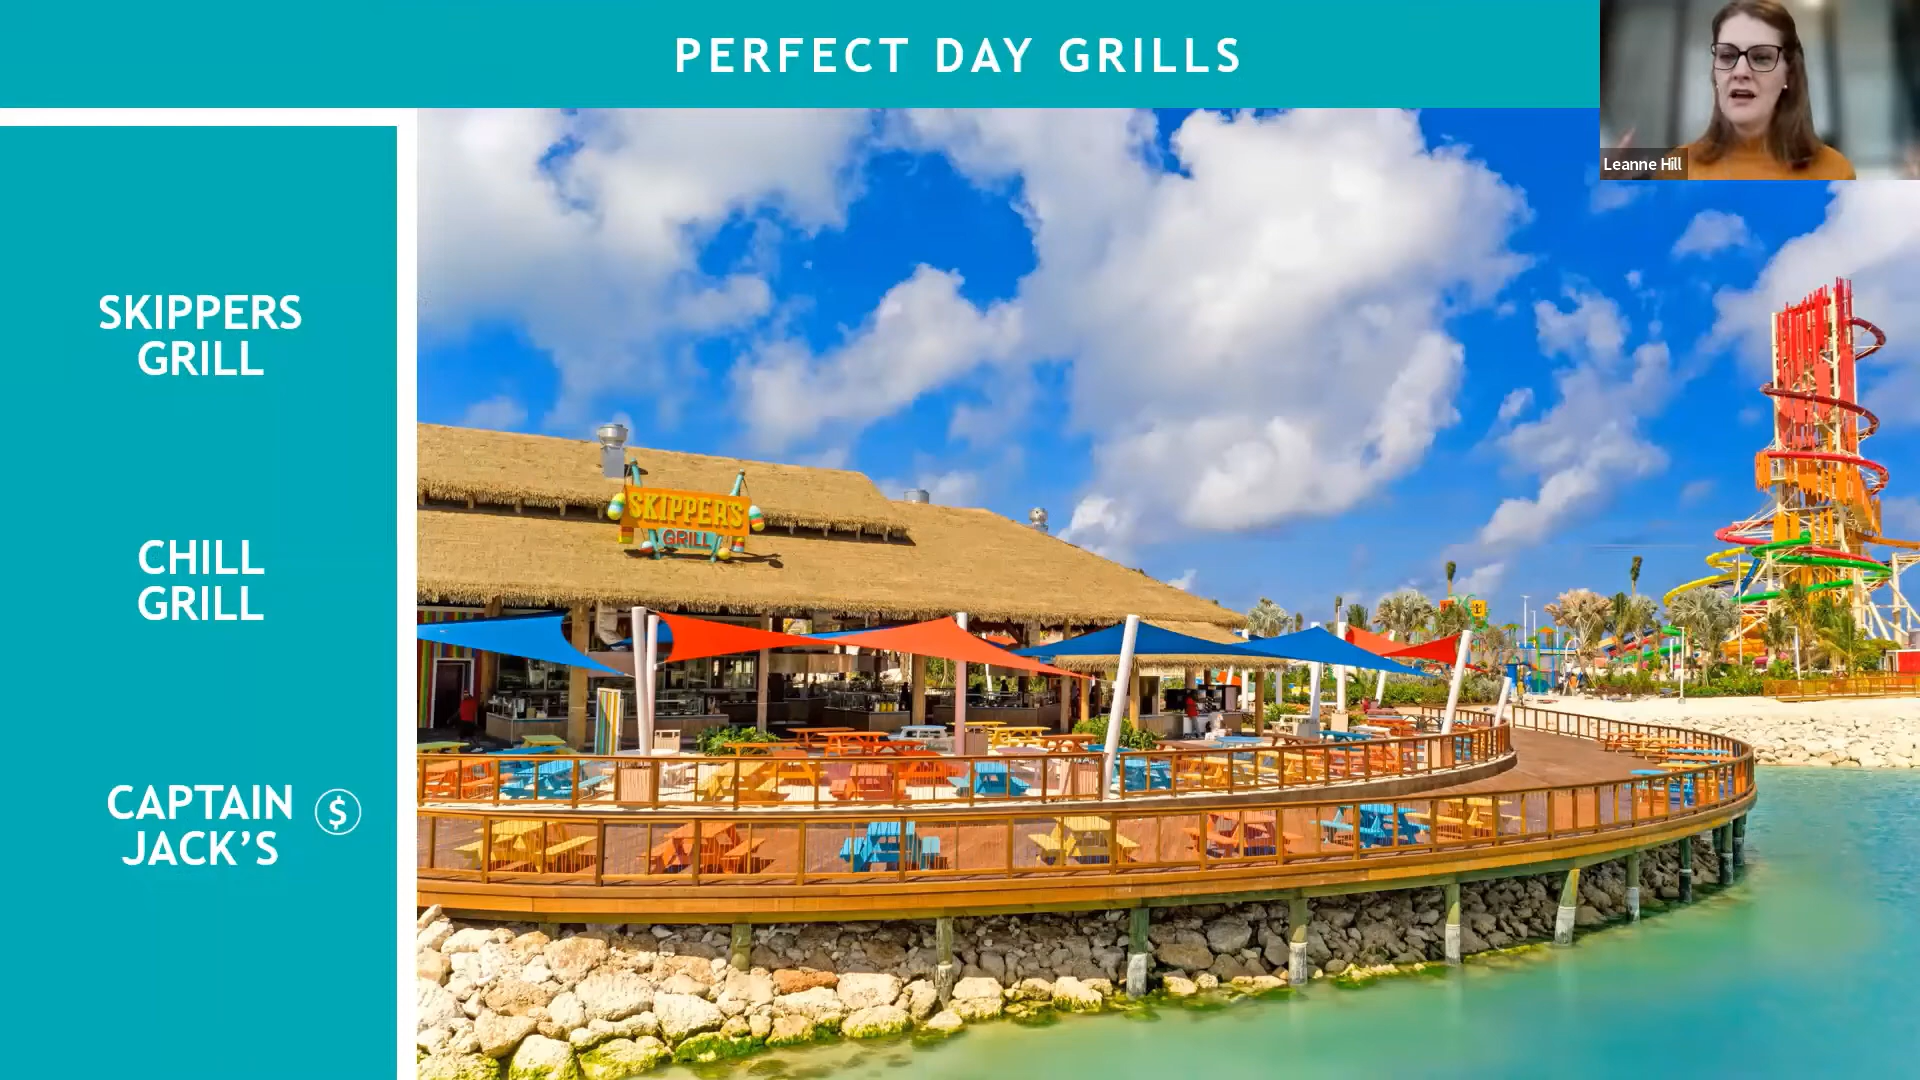 PERFECT DAY GRILLS
Leanne Hill
SKIPPERS
GRILL
CHILL
GRILL
CAPTAIN
JACK'S
$
SKIPPER'S
GRILL